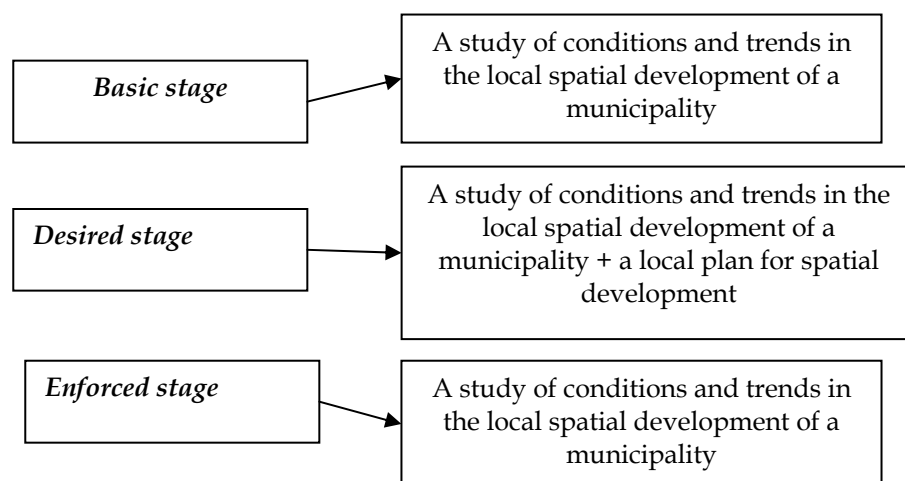 Basic stage
A study of conditions and trends in
the local spatial development of a
municipality
Desired stage
A study of conditions and trends in the
local spatial development of a
municipality + a local plan for spatial
development
Enforced stage
A study of conditions and trends in
the local spatial development of a
municipality